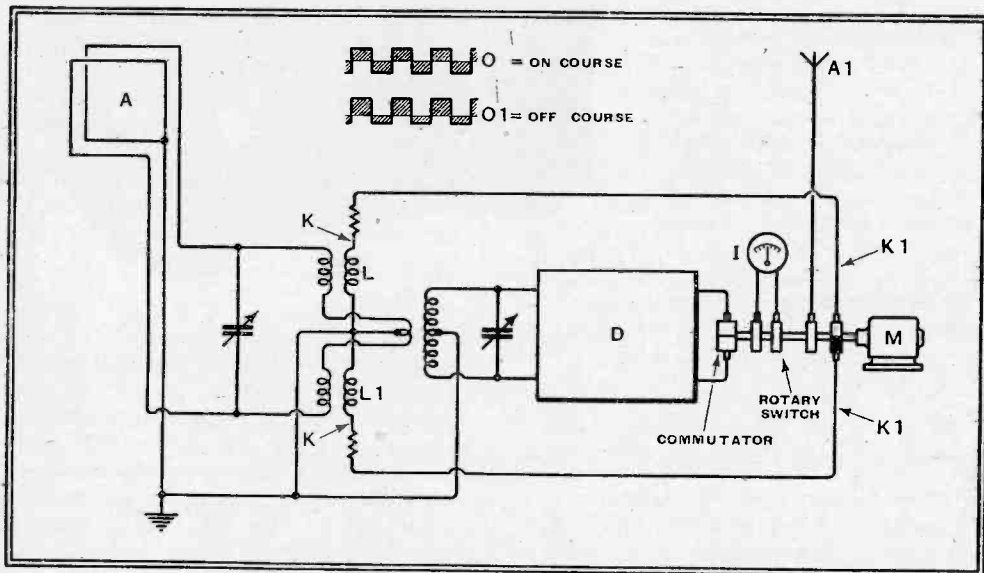 A
O = ON COURSE
O1 = OFF COURSE
A1
K
L
I
K1
D
M
L1
K
ROTARY SWITCH
COMMUTATOR
K1